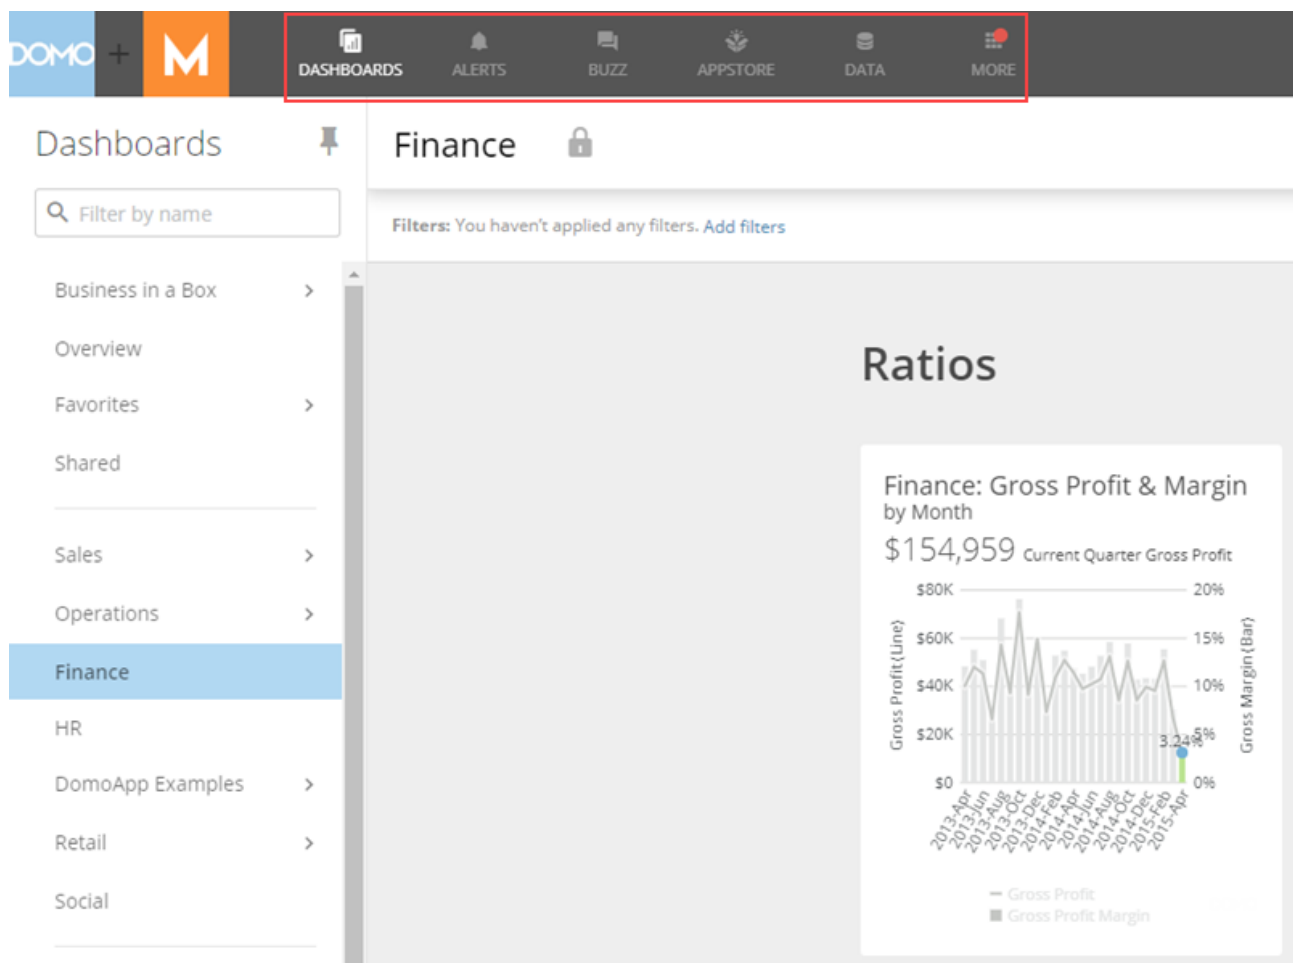 DOMO + M
DASHBOARDS ALERTS BUZZ APPSTORE DATA MORE
Dashboards
Filter by name
Business in a Box
Overview
Favorites
Shared
Sales
Operations
Finance
HR
DomoApp Examples
Retail
Social
Finance
Filters: You haven't applied any filters. Add filters
Ratios
Finance: Gross Profit & Margin
by Month
$154,959 Current Quarter Gross Profit
$80K
$60K
$40K
$20K
$0
Gross Profit{Line}
20%
15%
10%
5%
0%
Gross Margin{Bar}
3.24%
2013-Apr
2013-Jun
2013-Aug
2013-Oct
2013-Dec
2014-Feb
2014-Apr
2014-Jun
2014-Aug
2014-Oct
2014-Dec
2015-Feb
2015-Apr
Gross Profit
Gross Profit Margin